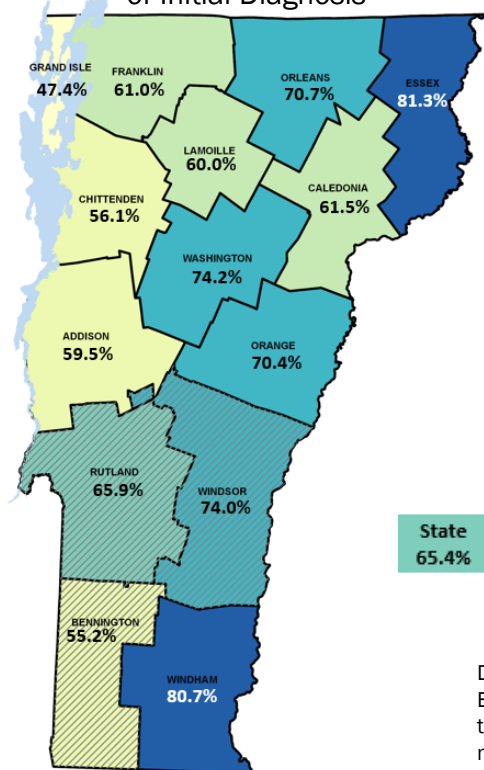 of Initial Diagnosis
GRAND ISLE
47.4%
FRANKLIN
61.0%
ORLEANS
70.7%
ESSEX
81.3%
LAMOILLE
60.0%
CALEDONIA
61.5%
CHITTENDEN
56.1%
WASHINGTON
74.2%
ADDISON
59.5%
ORANGE
70.4%
RUTLAND
65.9%
WINDSOR
74.0%
State
65.4%
BENNINGTON
55.2%
WINDHAM
80.7%